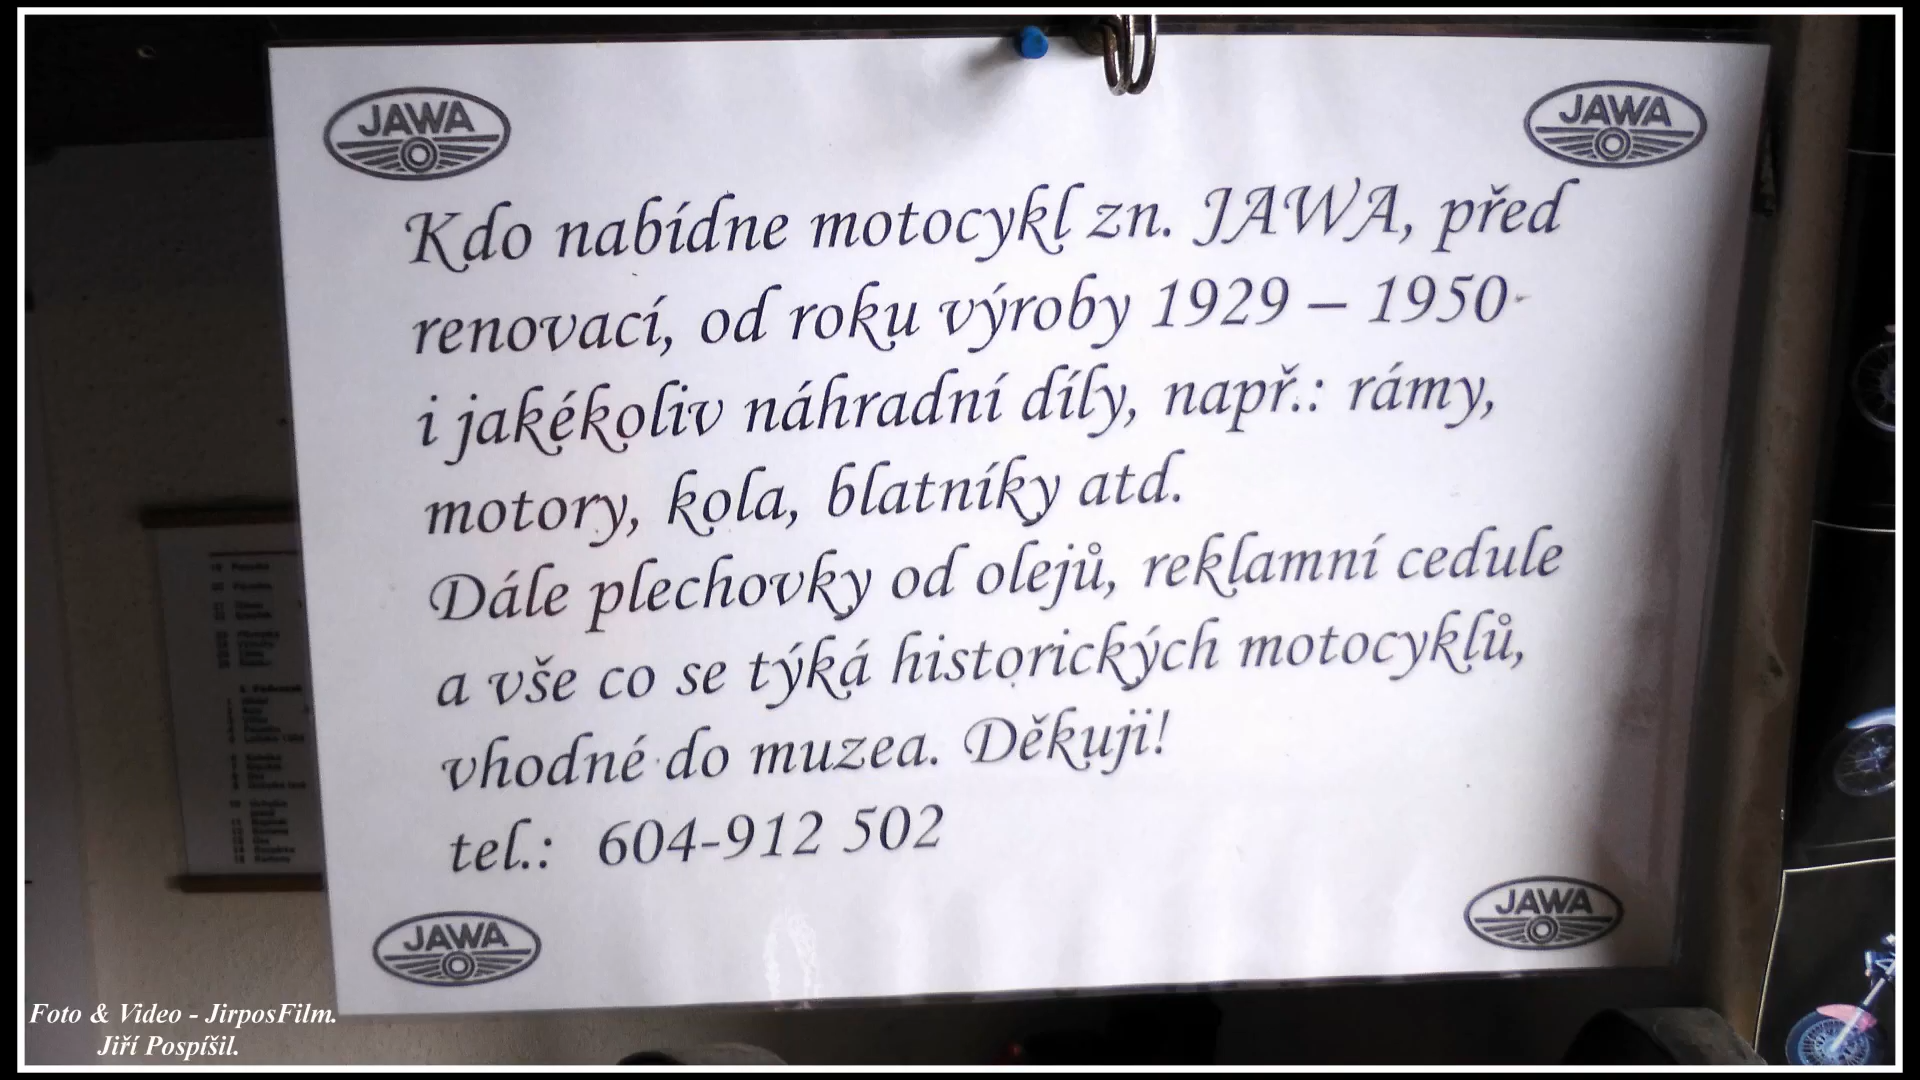 JAWA
JAWA
Kdo nabídne motocykl zn. JAWA, před
renovací, od roku výroby 1929 – 1950
i jakékoliv náhradní díly, např.: rámy,
motory, kola, blatníky atd.
Dále plechovky od olejů, reklamní cedule
a vše co se týká historických motocyklů,
vhodné do muzea. Děkuji!
tel.: 604-912 502
JAWA
JAWA
Foto & Video - JirposFilm.
Jiří Pospíšil.